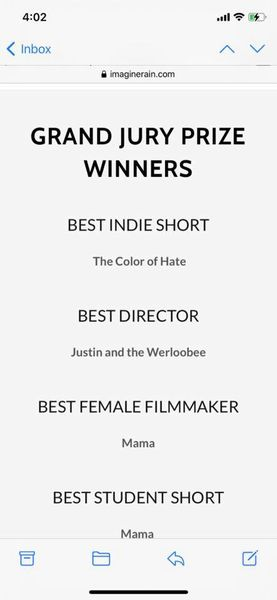 4:02
Inbox
imaginerain.com
GRAND JURY PRIZE
WINNERS
BEST INDIE SHORT
The Color of Hate
BEST DIRECTOR
Justin and the Werloobee
BEST FEMALE FILMMAKER
Mama
BEST STUDENT SHORT
Mama